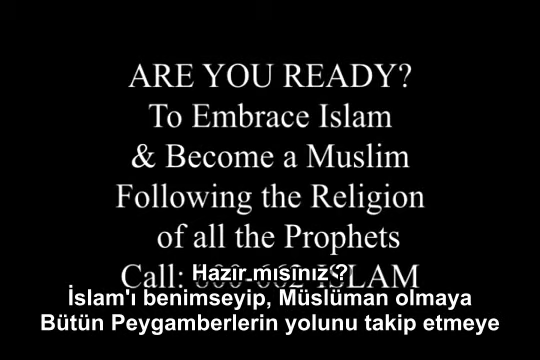 ARE YOU READY?
To Embrace Islam
& Become a Muslim
Following the Religion
of all the Prophets
Call: ISLAM
Hazır mısınız ?
İslam'ı benimseyip, Müslüman olmaya
Bütün Peygamberlerin yolunu takip etmeye